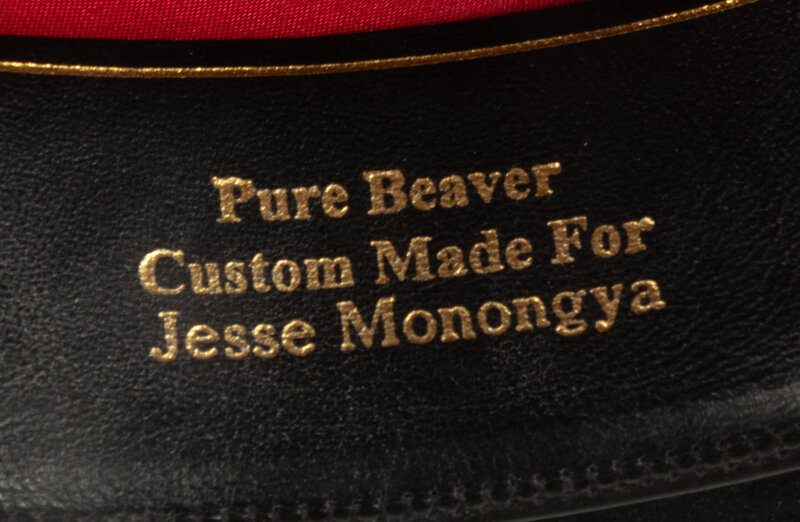 Pure Beaver
Custom Made For
Jesse Monongya